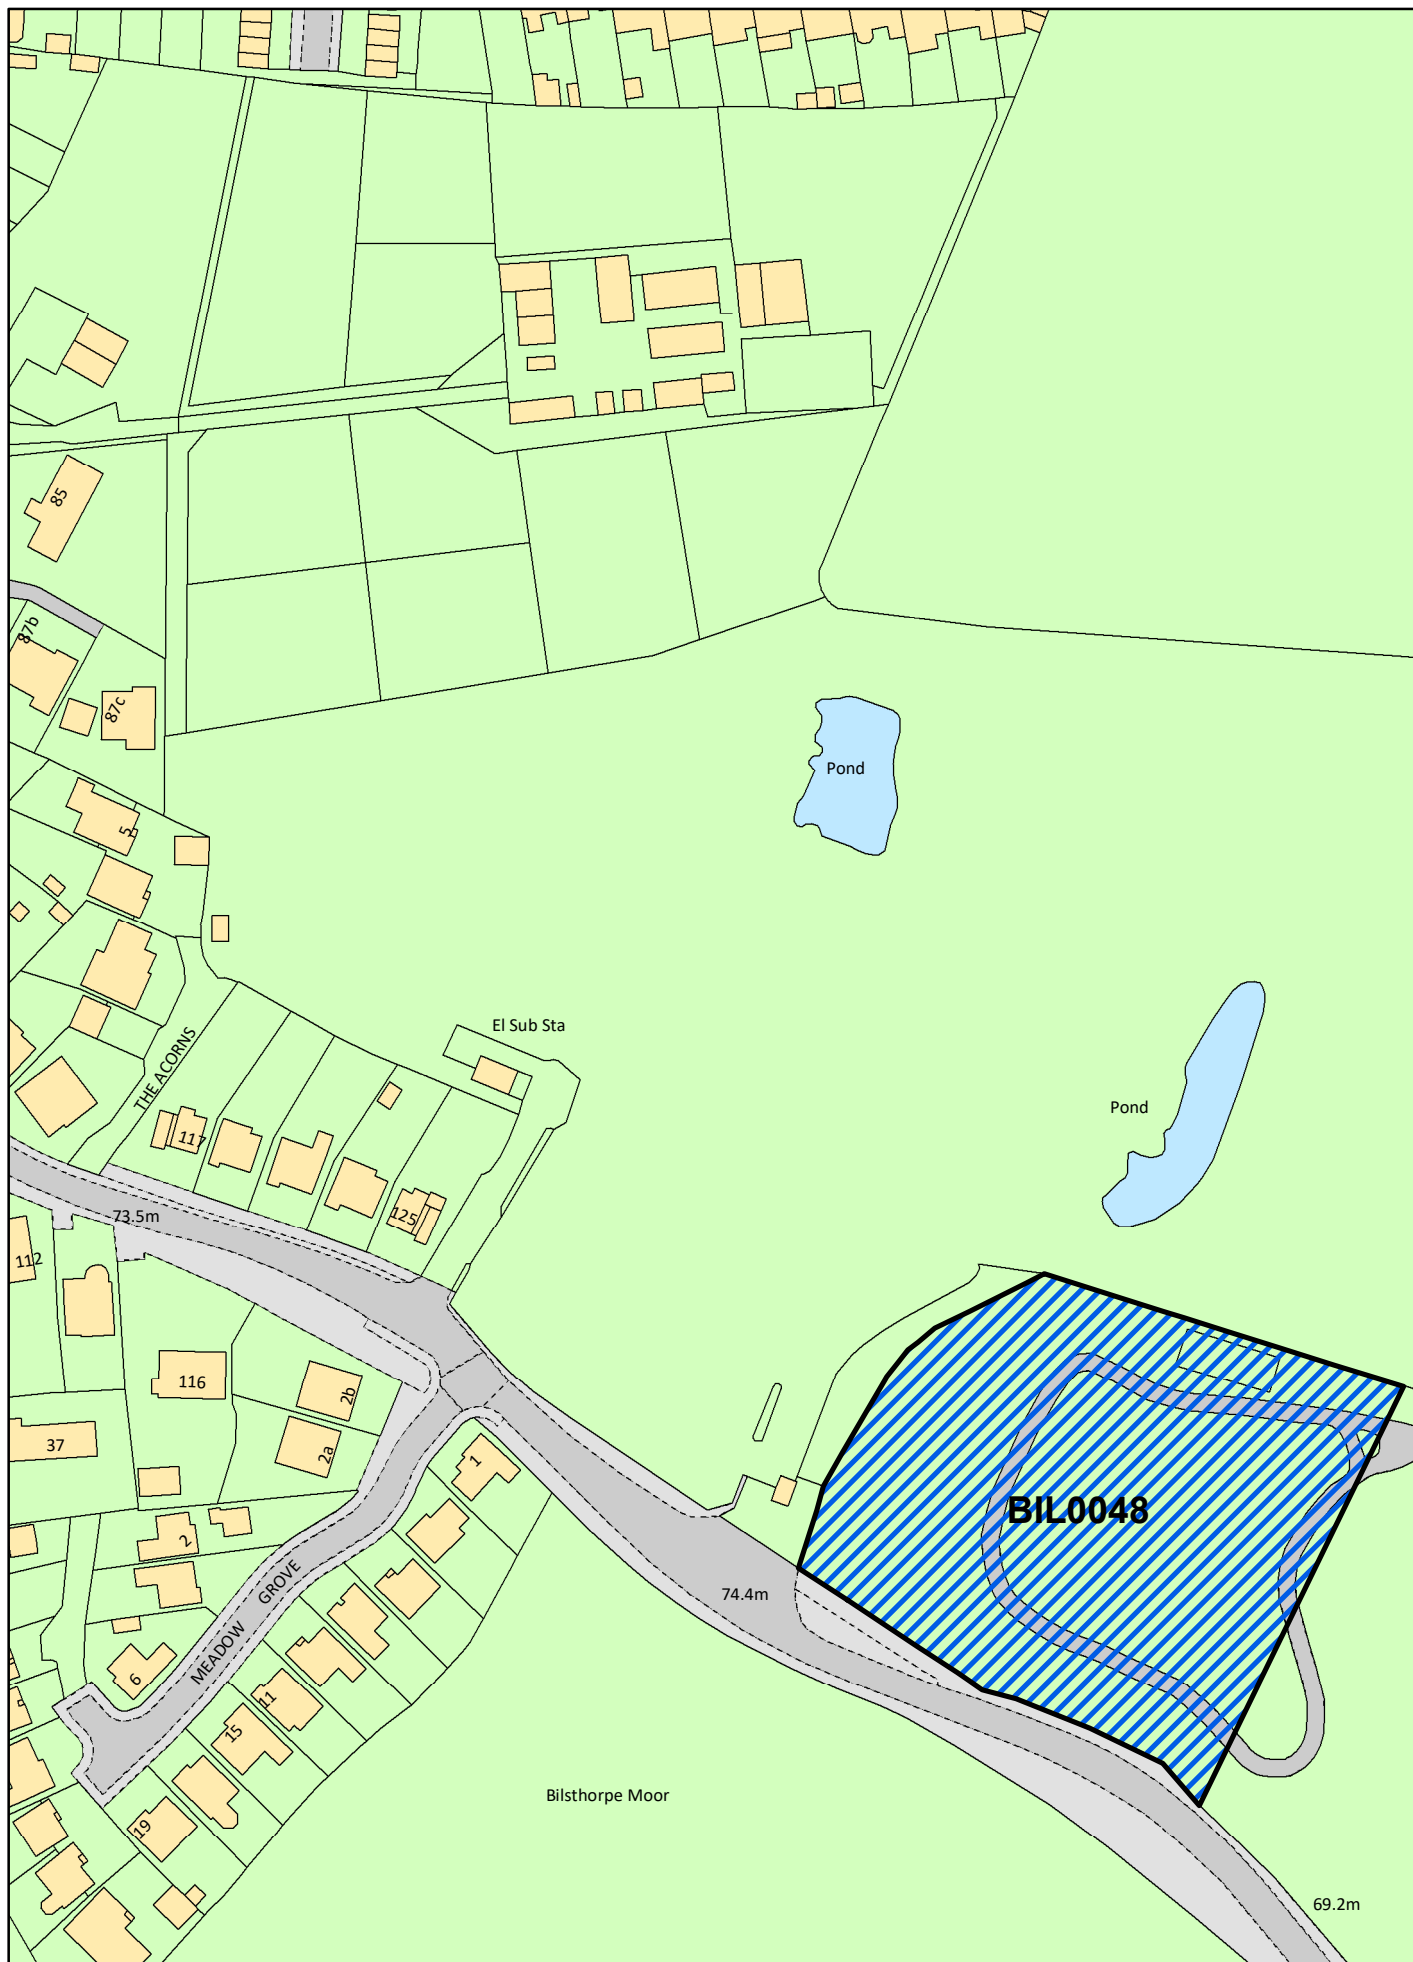 85
87b
87c
Pond
5
El Sub Sta
THE ACORNS
Pond
117
125
73.5m
112
116
2b
37
2a
1
BIL0048
2
MEADOW GROVE
74.4m
6
11
15
Bilsthorpe Moor
19
69.2m